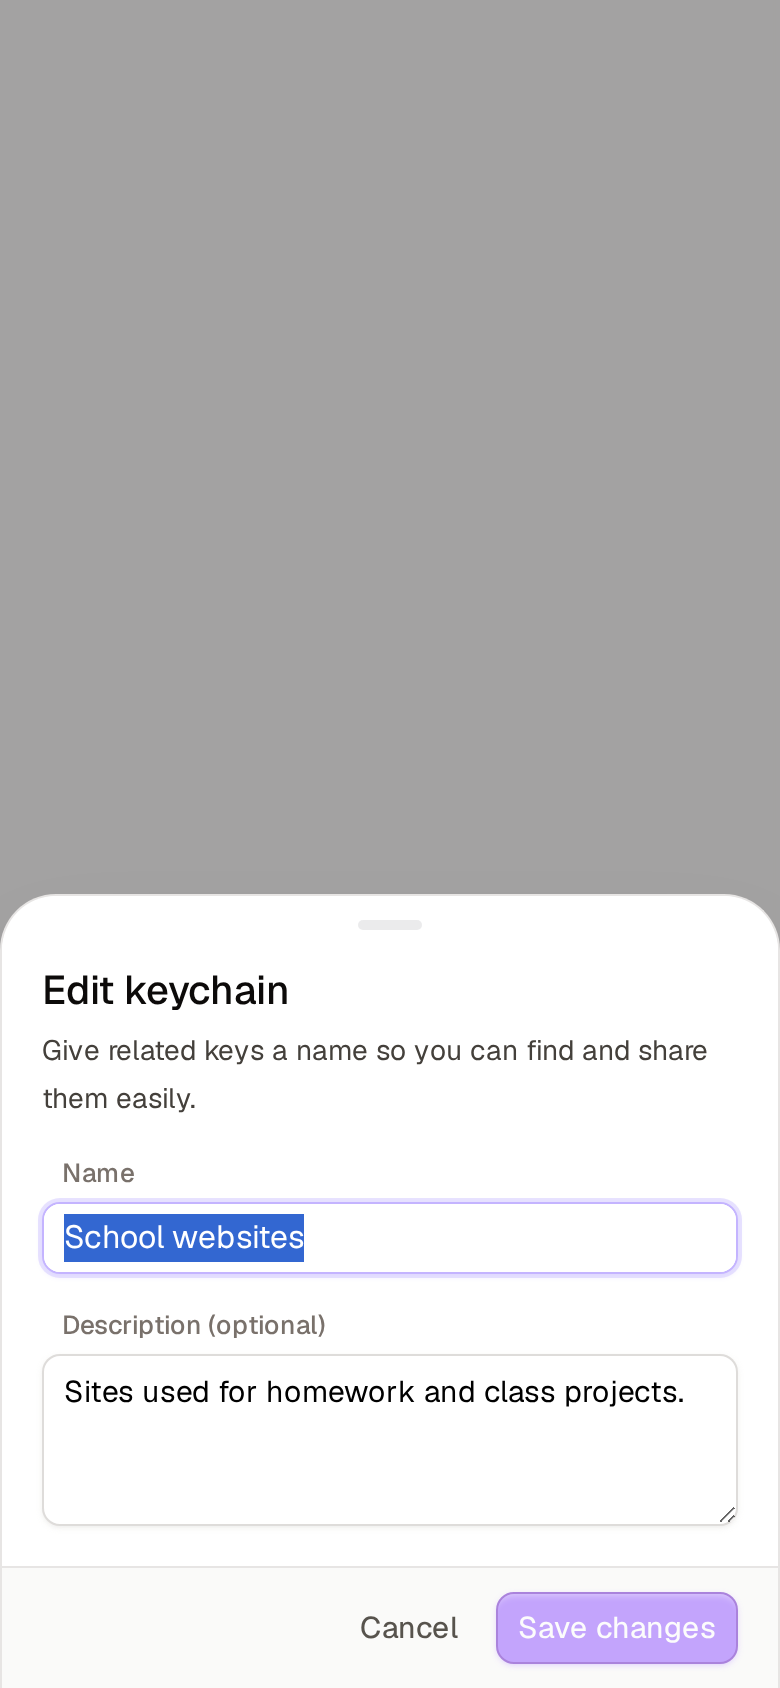 Edit keychain
Give related keys a name so you can find and share
them easily.
Name
School websites
Description (optional)
Sites used for homework and class projects.
Cancel
Save changes